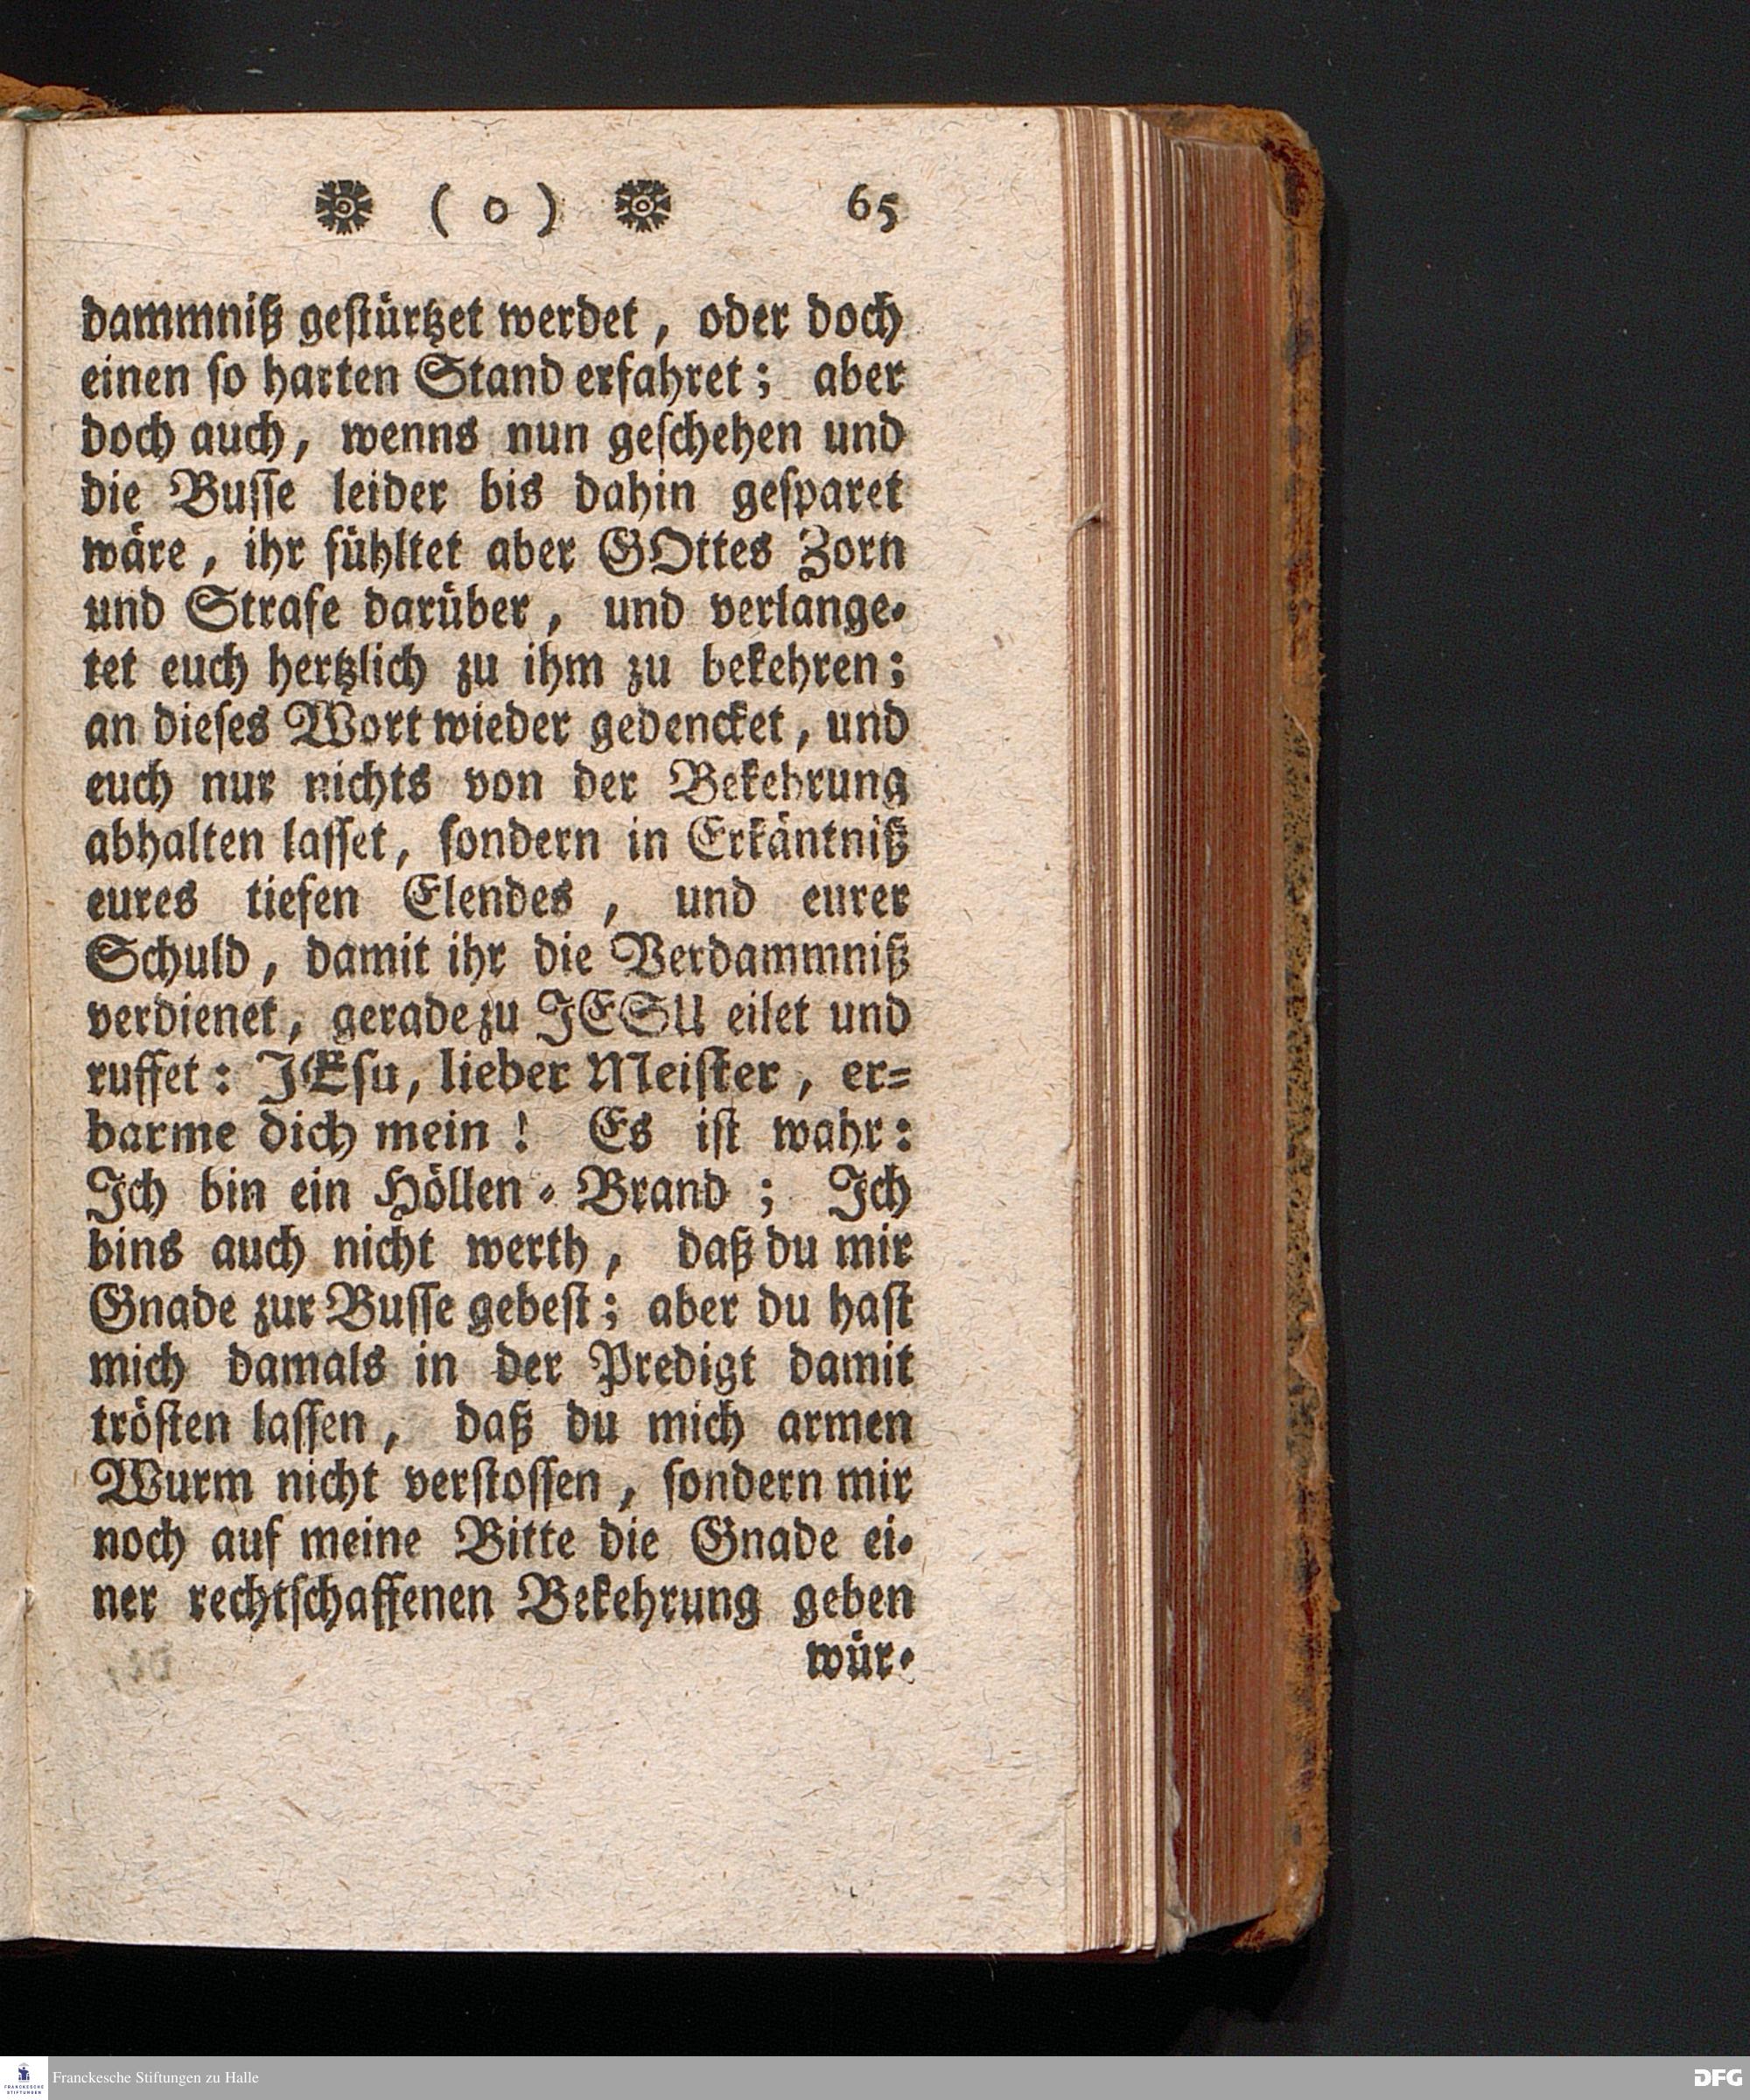 ❁ ( o ) ❁ 65
dammniß geſtürtzet werdet, oder doch
einen ſo harten Stand erfahret; aber
doch auch, wenns nun geſchehen und
die Buſſe leider bis dahin geſparet
wäre, ihr fühltet aber GOttes Zorn
und Strafe darüber, und verlange-
tet euch hertzlich zu ihm zu bekehren;
an dieſes Wort wieder gedencket, und
euch nur nichts von der Bekehrung
abhalten laſſet, ſondern in Erkäntniß
eures tiefen Elendes, und eurer
Schuld, damit ihr die Verdammniß
verdienet, gerade zu JESU eilet und
ruffet: JEſu, lieber Meiſter, er=
barme dich mein! Es iſt wahr:
Ich bin ein Höllen-Brand; Ich
bins auch nicht werth, daß du mir
Gnade zur Buſſe gebeſt; aber du haſt
mich damals in der Predigt damit
tröſten laſſen, daß du mich armen
Wurm nicht verſtoſſen, ſondern mir
noch auf meine Bitte die Gnade ei-
ner rechtſchaffenen Bekehrung geben
wür-
FRANCKESCHE STIFTUNGEN
Franckesche Stiftungen zu Halle
DFG